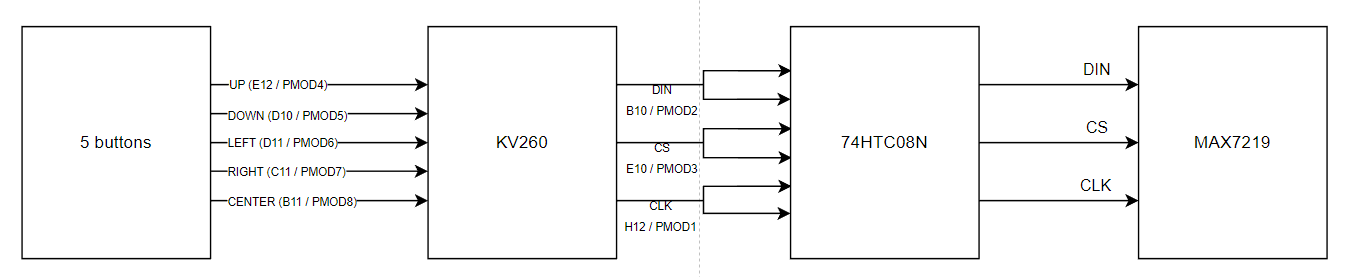 5 buttons
UP (E12 / PMOD4)
DOWN (D10 / PMOD5)
LEFT (D11 / PMOD6)
RIGHT (C11 / PMOD7)
CENTER (B11 / PMOD8)
KV260
DIN
B10 / PMOD2
CS
E10 / PMOD3
CLK
H12 / PMOD1
74HTC08N
DIN
CS
CLK
MAX7219